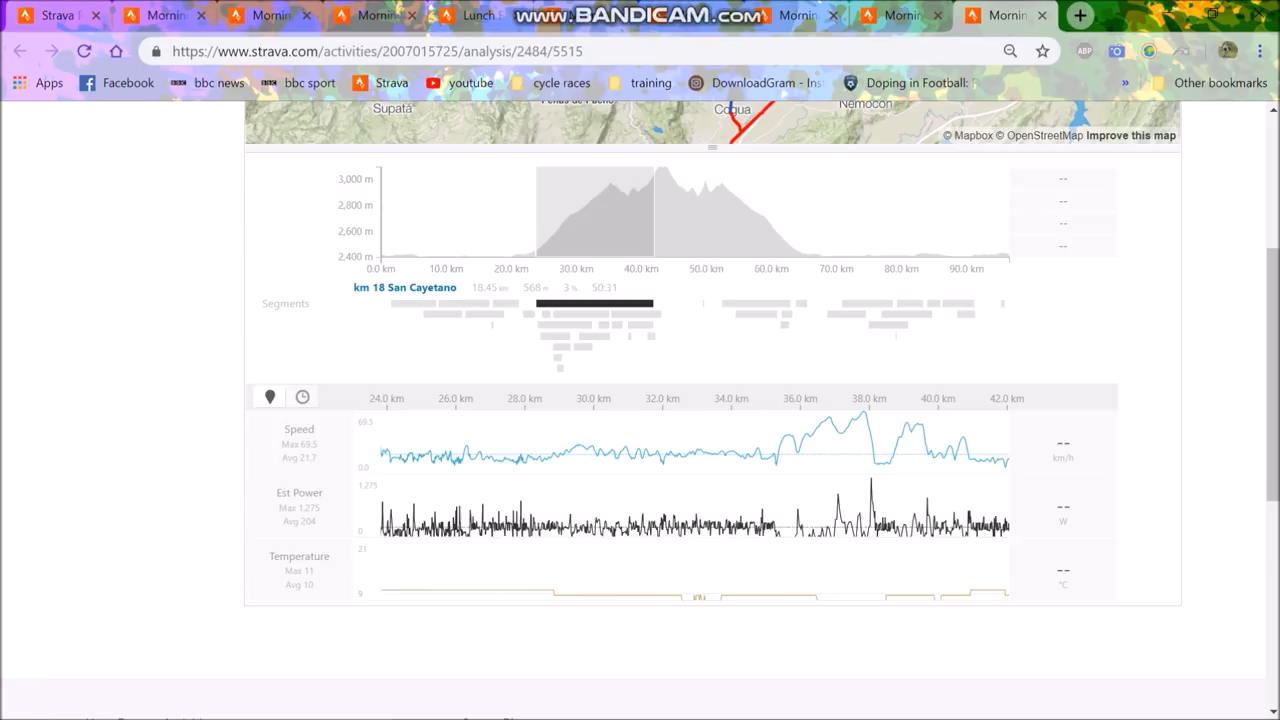 Strava
Mornin
Mornin
Mornin
Lunch
www.BANDICAM.com
Mornin
Mornin
Mornin
https://www.strava.com/activities/2007015725/analysis/2484/5515
ABP
Apps
Facebook
BBC
bbc news
BBC
bbc sport
Strava
youtube
cycle races
training
DownloadGram - Ins
Doping in Football:
»
Other bookmarks
Supatá
Cogua
Nemocón
© Mapbox © OpenStreetMap Improve this map
3,000 m
2,800 m
2,600 m
2,400 m
--
--
--
--
0.0 km 10.0 km 20.0 km 30.0 km 40.0 km 50.0 km 60.0 km 70.0 km 80.0 km 90.0 km
km 18 San Cayetano 18.45 km 568 m 3 % 50:31
Segments
24.0 km 26.0 km 28.0 km 30.0 km 32.0 km 34.0 km 36.0 km 38.0 km 40.0 km 42.0 km
Speed
Max 69.5
Avg 21.7
69.5
0.0
--
km/h
Est Power
Max 1,275
Avg 204
1,275
0
--
W
Temperature
Max 11
Avg 10
21
9
--
°C